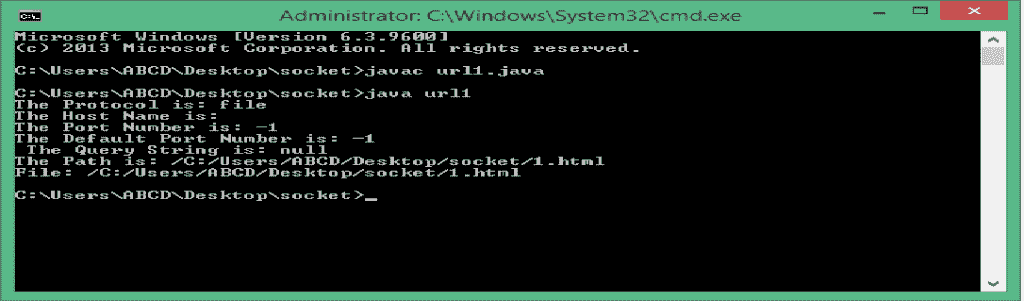 Administrator: C:\Windows\System32\cmd.exe
Microsoft Windows [Version 6.3.9600]
(c) 2013 Microsoft Corporation. All rights reserved.
C:\Users\ABCD\Desktop\socket>javac url1.java
C:\Users\ABCD\Desktop\socket>java url1
The Protocol is: file
The Host Name is:
The Port Number is: -1
The Default Port Number is: -1
The Query String is: null
The Path is: /C:/Users/ABCD/Desktop/socket/1.html
File: /C:/Users/ABCD/Desktop/socket/1.html
C:\Users\ABCD\Desktop\socket>_